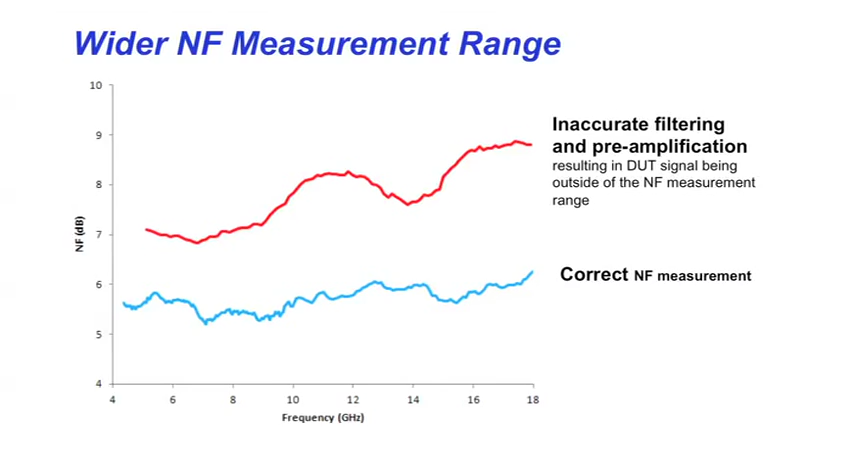 Wider NF Measurement Range
10
9
8
7
6
5
4
NF (dB)
4 6 8 10 12 14 16 18
Frequency (GHz)
Inaccurate filtering
and pre-amplification
resulting in DUT signal being
outside of the NF measurement
range
Correct NF measurement